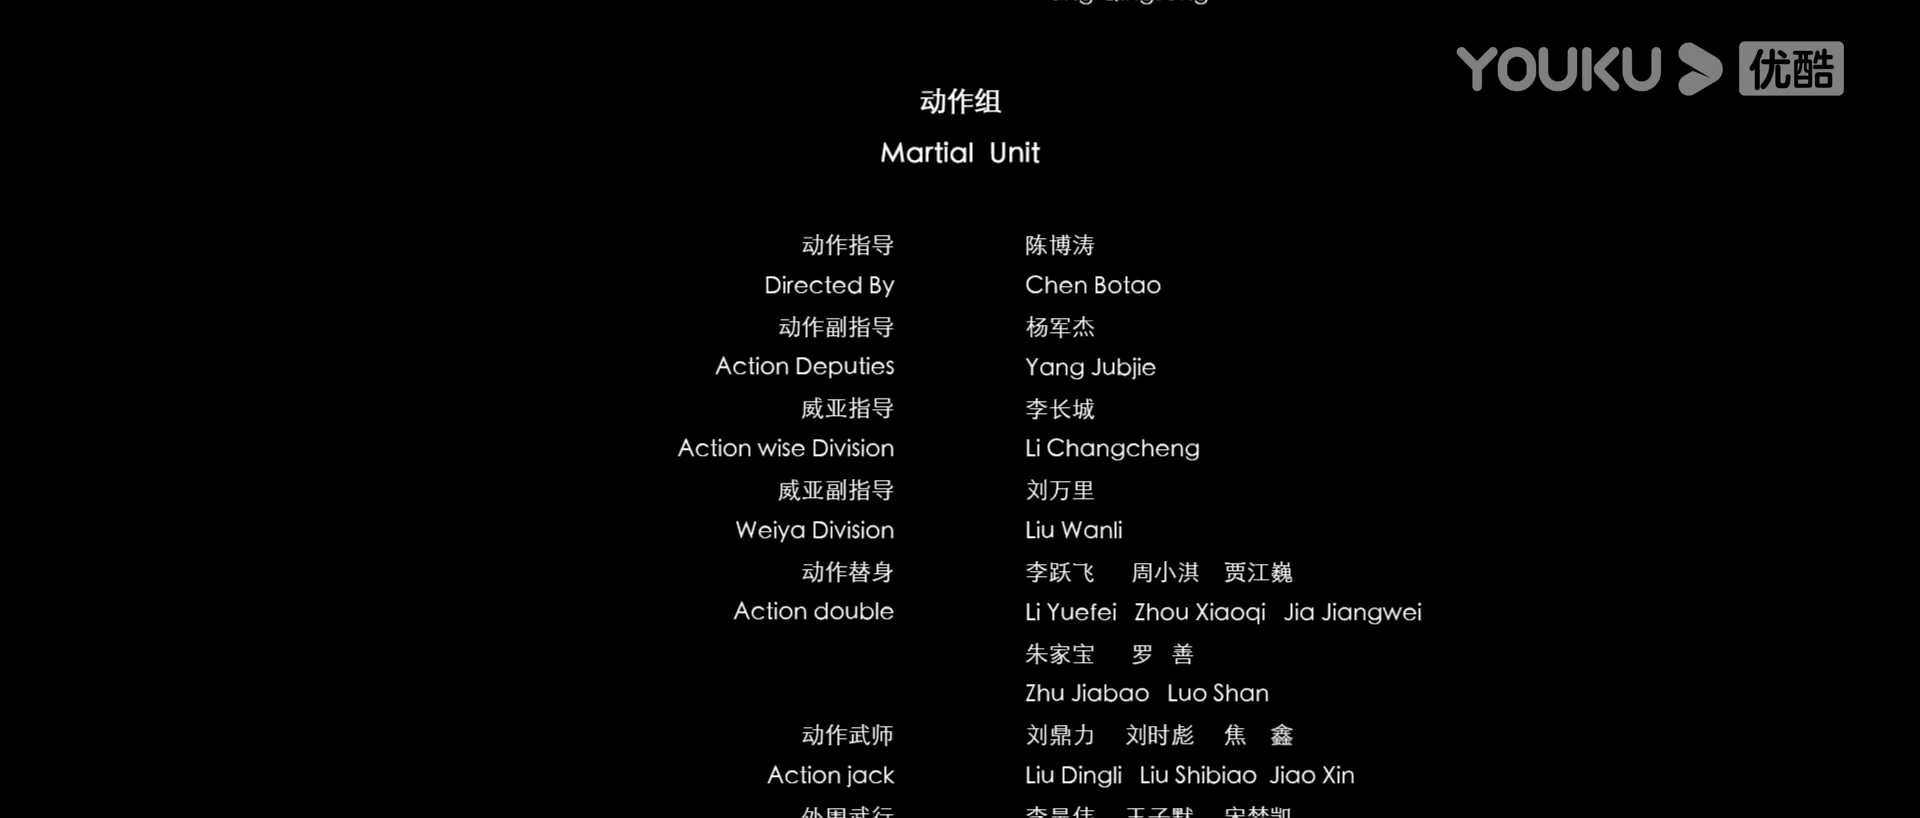 YOUKU 优酷
动作组
Martial Unit
动作指导 陈博涛
Directed By Chen Botao
动作副指导 杨军杰
Action Deputies Yang Jubjie
威亚指导 李长城
Action wise Division Li Changcheng
威亚副指导 刘万里
Weiya Division Liu Wanli
动作替身 李跃飞 周小淇 贾江巍
Action double Li Yuefei Zhou Xiaoqi Jia Jiangwei
朱家宝 罗 善
Zhu Jiabao Luo Shan
动作武师 刘鼎力 刘时彪 焦 鑫
Action jack Liu Dingli Liu Shibiao Jiao Xin